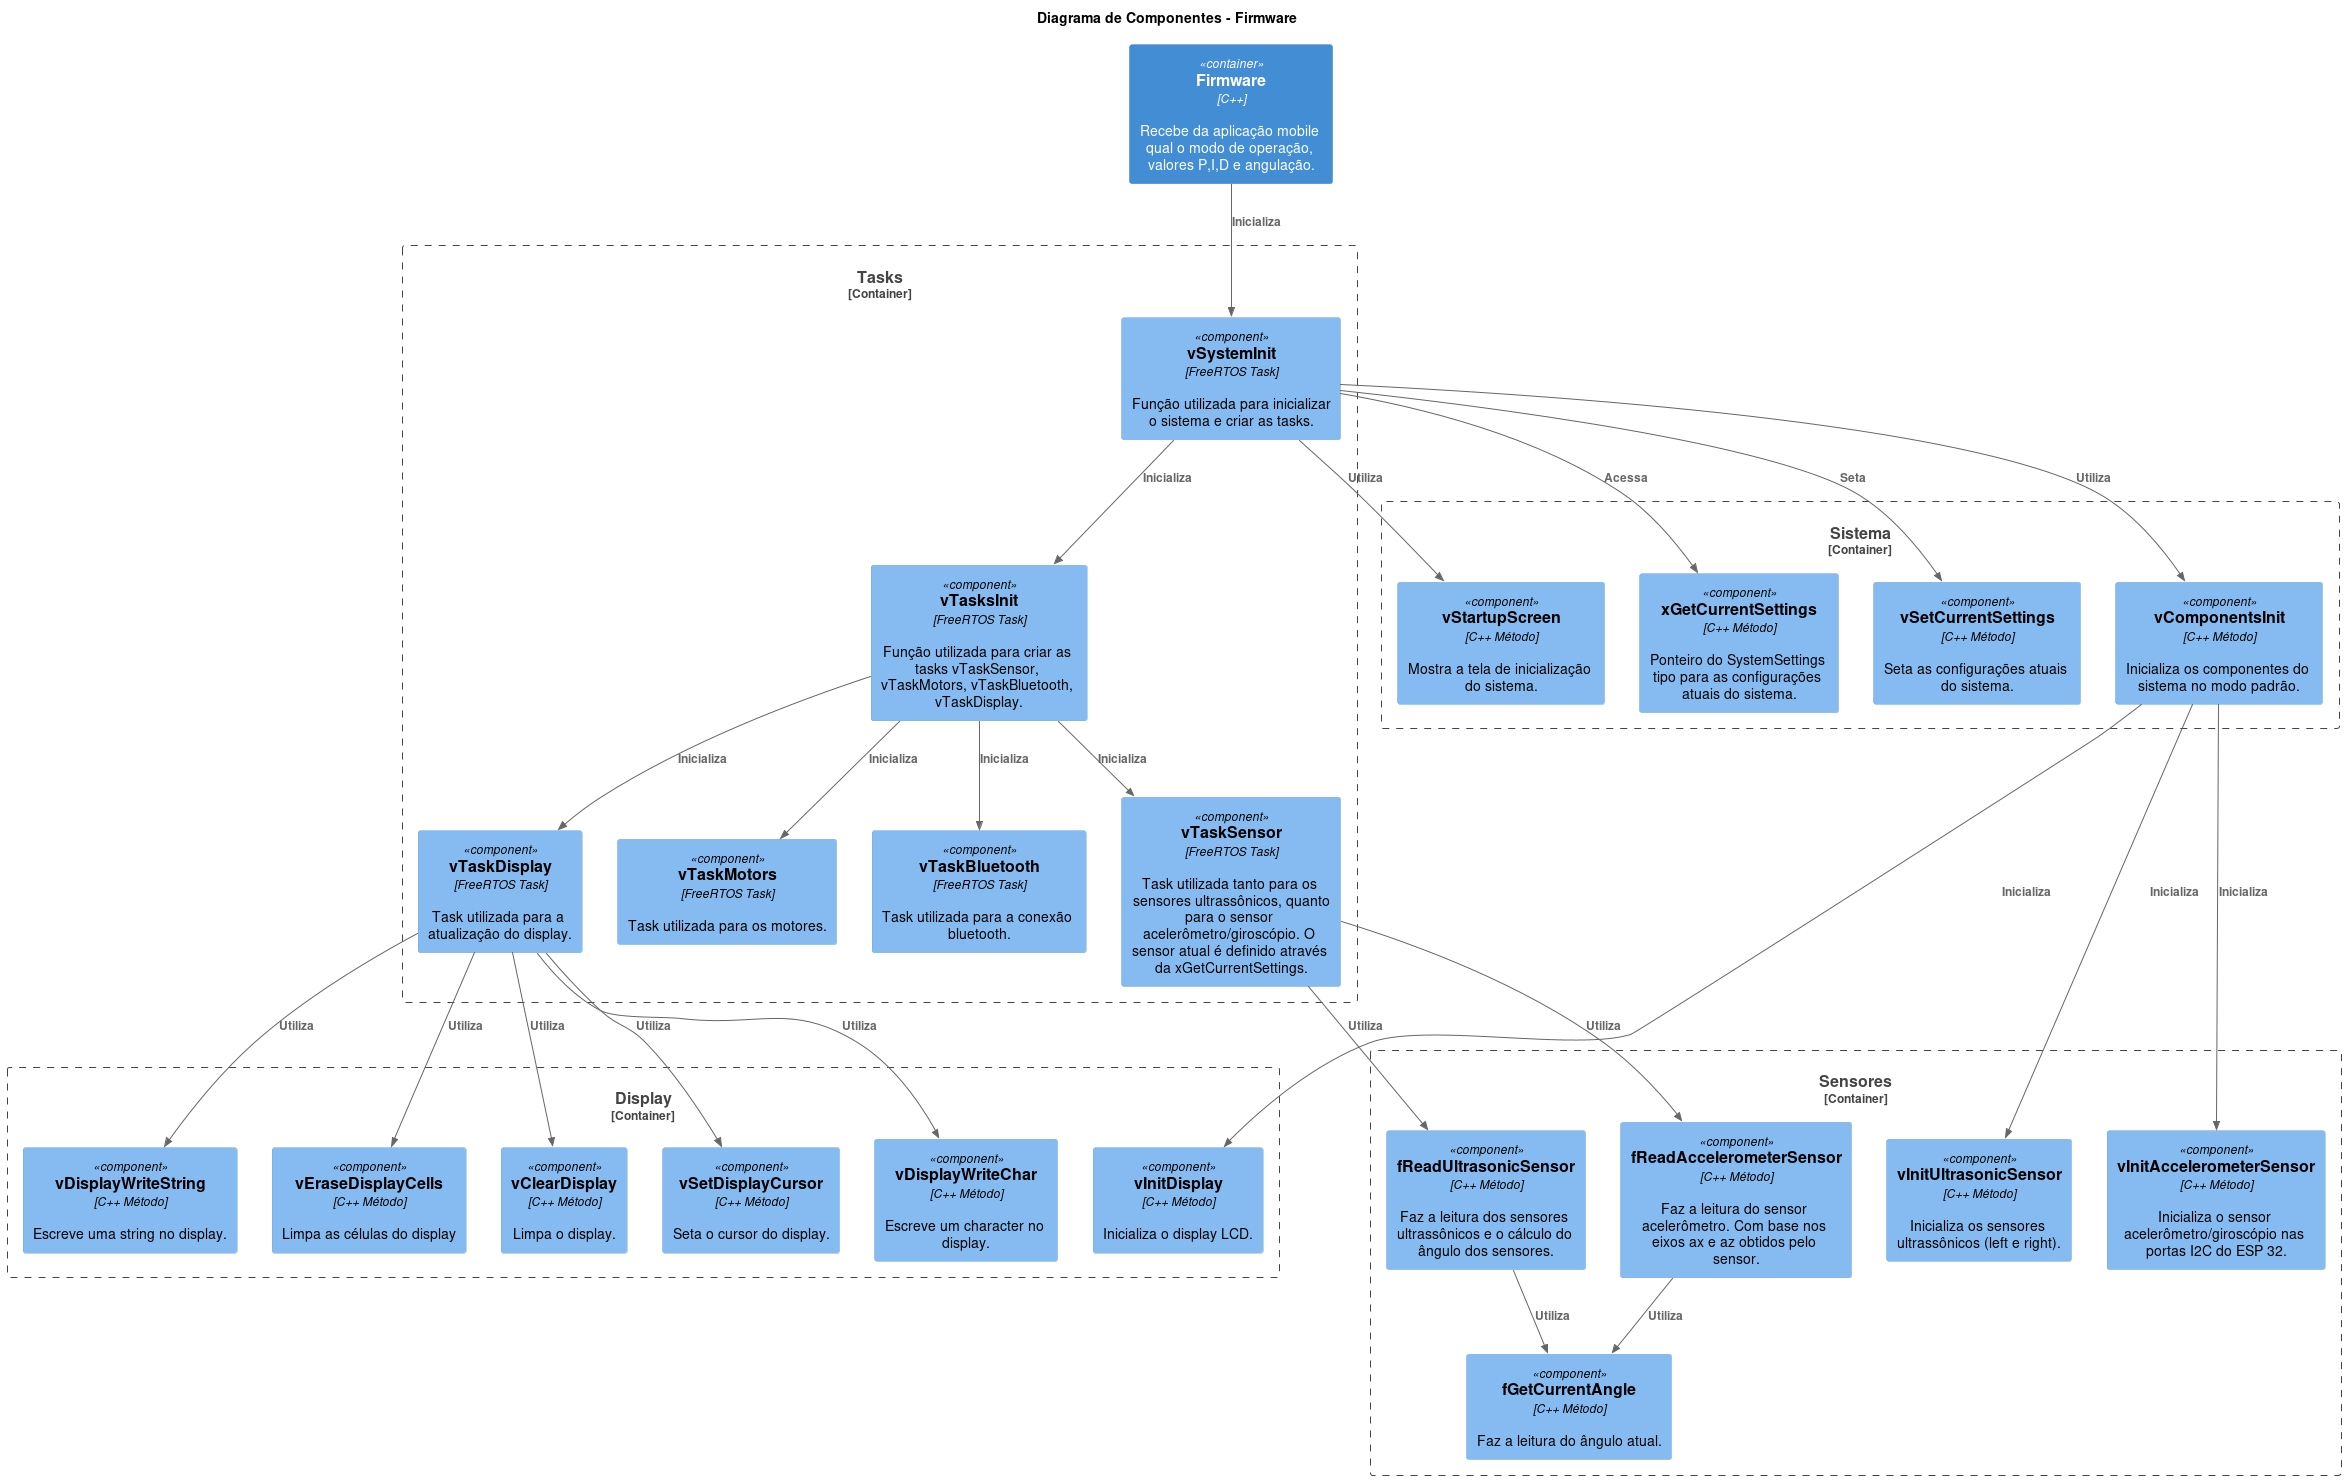 Diagrama de Componentes - Firmware
«container»
Firmware
[C++]
Recebe da aplicação mobile
qual o modo de operação,
valores P,I,D e angulação.
Inicializa
Tasks
[Container]
«component»
vSystemInit
[FreeRTOS Task]
Função utilizada para inicializar
o sistema e criar as tasks.
Inicializa
Utiliza
Acessa
Seta
Utiliza
Sistema
[Container]
«component»
vTasksInit
[FreeRTOS Task]
Função utilizada para criar as
tasks vTaskSensor,
vTaskMotors, vTaskBluetooth,
vTaskDisplay.
«component»
vStartupScreen
[C++ Método]
Mostra a tela de inicialização
do sistema.
«component»
xGetCurrentSettings
[C++ Método]
Ponteiro do SystemSettings
tipo para as configurações
atuais do sistema.
«component»
vSetCurrentSettings
[C++ Método]
Seta as configurações atuais
do sistema.
«component»
vComponentsInit
[C++ Método]
Inicializa os componentes do
sistema no modo padrão.
Inicializa
Inicializa
Inicializa
Inicializa
«component»
vTaskDisplay
[FreeRTOS Task]
Task utilizada para a
atualização do display.
«component»
vTaskMotors
[FreeRTOS Task]
Task utilizada para os motores.
«component»
vTaskBluetooth
[FreeRTOS Task]
Task utilizada para a conexão
bluetooth.
«component»
vTaskSensor
[FreeRTOS Task]
Task utilizada tanto para os
sensores ultrassônicos, quanto
para o sensor
acelerômetro/giroscópio. O
sensor atual é definido através
da xGetCurrentSettings.
Inicializa
Inicializa
Inicializa
Utiliza
Utiliza
Utiliza
Utiliza
Utiliza
Utiliza
Utiliza
Display
[Container]
«component»
vDisplayWriteString
[C++ Método]
Escreve uma string no display.
«component»
vEraseDisplayCells
[C++ Método]
Limpa as células do display
«component»
vClearDisplay
[C++ Método]
Limpa o display.
«component»
vSetDisplayCursor
[C++ Método]
Seta o cursor do display.
«component»
vDisplayWriteChar
[C++ Método]
Escreve um character no
display.
«component»
vInitDisplay
[C++ Método]
Inicializa o display LCD.
Sensores
[Container]
«component»
fReadUltrasonicSensor
[C++ Método]
Faz a leitura dos sensores
ultrassônicos e o cálculo do
ângulo dos sensores.
«component»
fReadAccelerometerSensor
[C++ Método]
Faz a leitura do sensor
acelerômetro. Com base nos
eixos ax e az obtidos pelo
sensor.
«component»
vInitUltrasonicSensor
[C++ Método]
Inicializa os sensores
ultrassônicos (left e right).
«component»
vInitAccelerometerSensor
[C++ Método]
Inicializa o sensor
acelerômetro/giroscópio nas
portas I2C do ESP 32.
Utiliza
Utiliza
«component»
fGetCurrentAngle
[C++ Método]
Faz a leitura do ângulo atual.